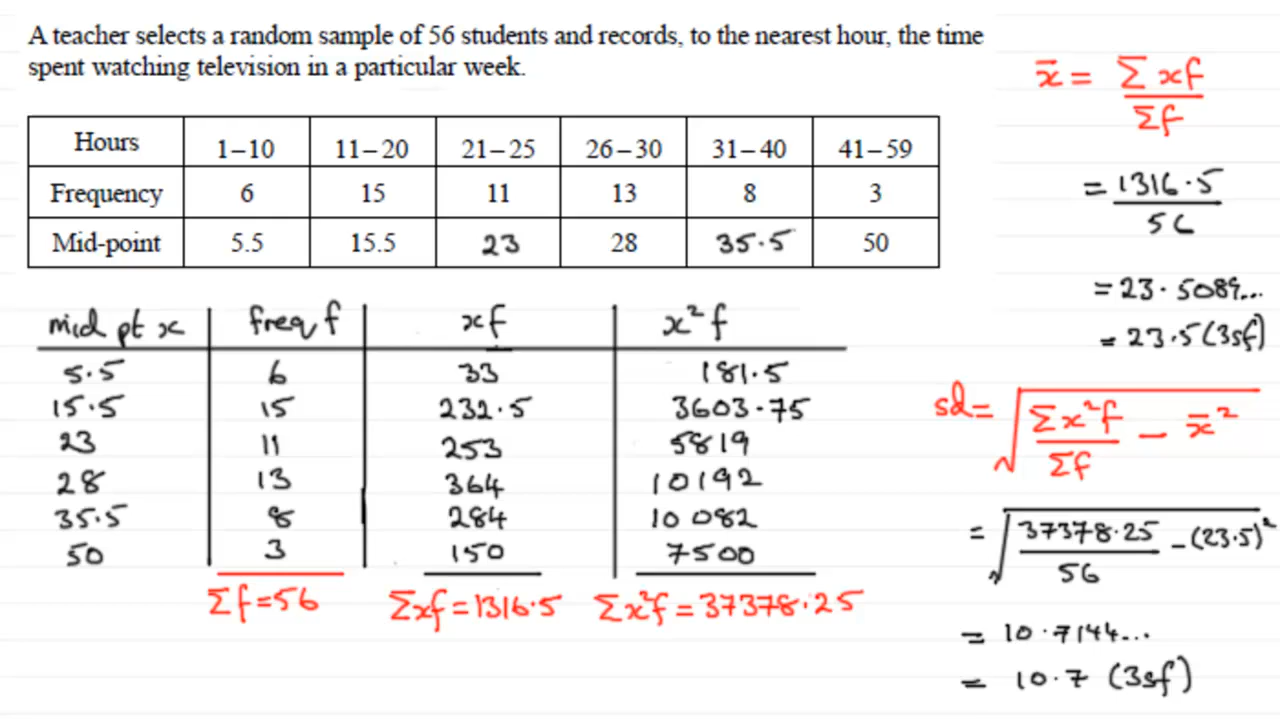 A teacher selects a random sample of 56 students and records, to the nearest hour, the time
spent watching television in a particular week.
Hours 1–10 11–20 21–25 26–30 31–40 41–59
Frequency 6 15 11 13 8 3
Mid-point 5.5 15.5 23 28 35.5 50
mid pt x freq f xf x²f
5.5 6 33 181.5
15.5 15 232.5 3603.75
23 11 253 5819
28 13 364 10192
35.5 8 284 10082
50 3 150 7500
Σf = 56 Σxf = 1316.5 Σx²f = 37378.25
x̄ = Σxf / Σf
= 1316.5 / 56
= 23.5089...
= 23.5 (3sf)
sd = √(Σx²f / Σf − x̄²)
= √(37378.25 / 56 − (23.5)²)
= 10.7144...
= 10.7 (3sf)